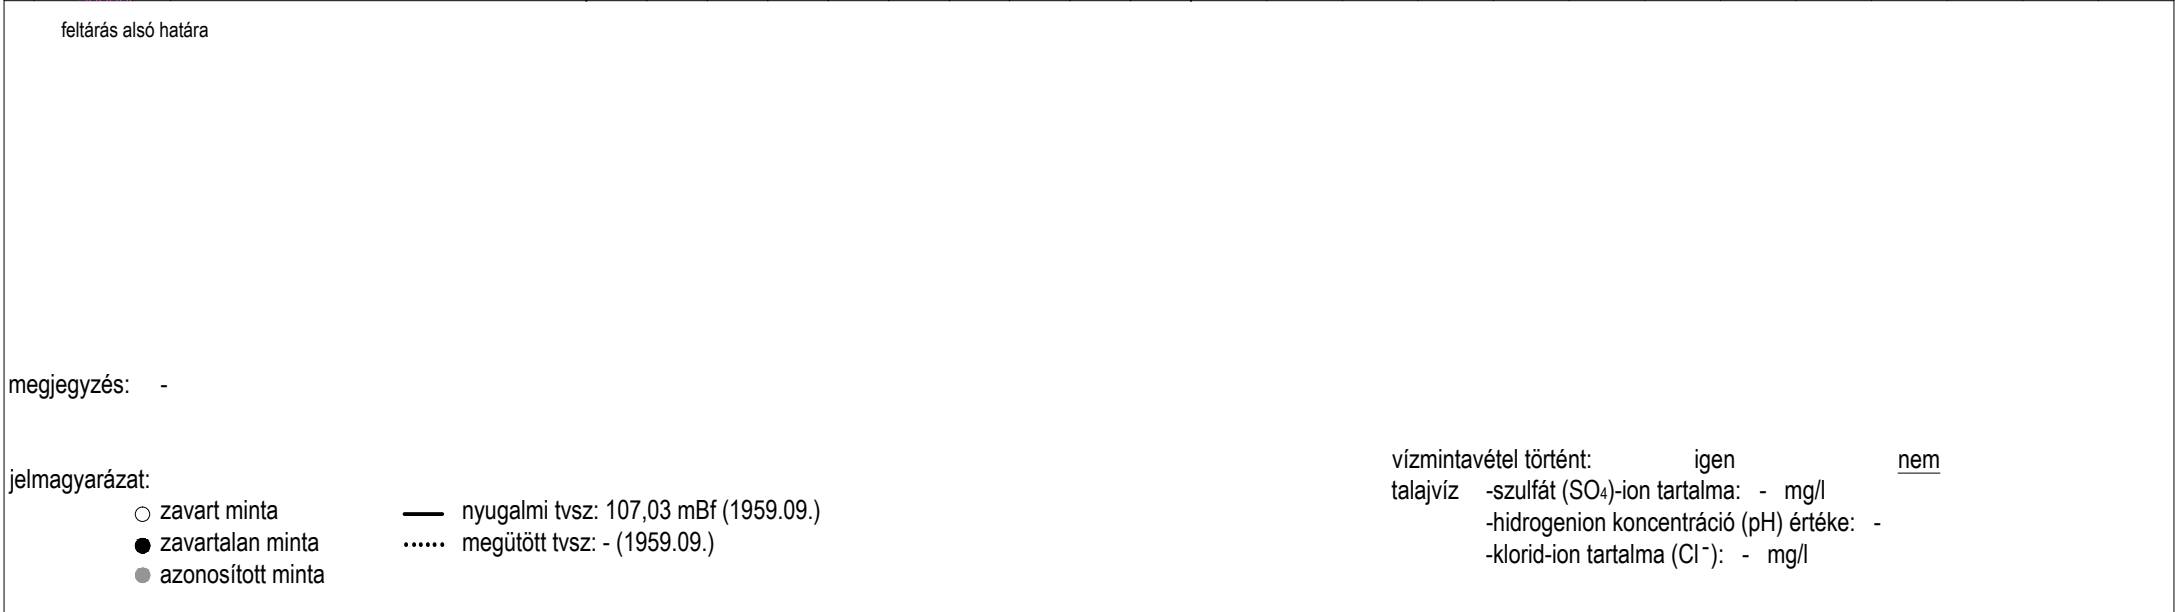 feltárás alsó határa
megjegyzés: -
jelmagyarázat:
zavart minta
zavartalan minta
azonosított minta
nyugalmi tvsz: 107,03 mBf (1959.09.)
megütött tvsz: - (1959.09.)
vízmintavétel történt: igen nem
talajvíz -szulfát (SO₄)-ion tartalma: - mg/l
-hidrogenion koncentráció (pH) értéke: -
-klorid-ion tartalma (Cl⁻): - mg/l